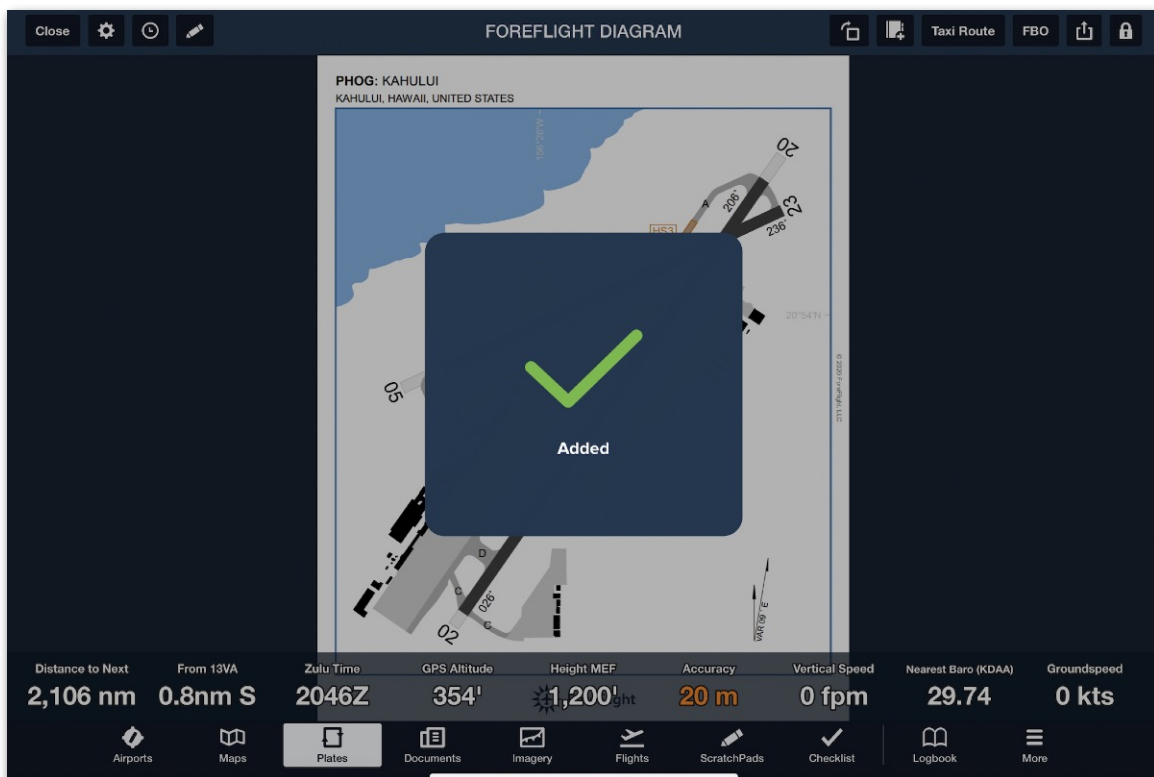 Close
FOREFLIGHT DIAGRAM
Taxi Route
FBO
PHOG: KAHULUI
KAHULUI, HAWAII, UNITED STATES
20
A
206°
23
236°
HS3
20°54'N
© 2020 ForeFlight, LLC
05
Added
D
C
026°
C
02
VAR 09° E
Distance to Next From 13VA Zulu Time GPS Altitude Height MEF Accuracy Vertical Speed Nearest Baro (KDAA) Groundspeed
2,106 nm 0.8nm S 2046Z 354' 1,200' 20 m 0 fpm 29.74 0 kts
Airports Maps Plates Documents Imagery Flights ScratchPads Checklist Logbook More